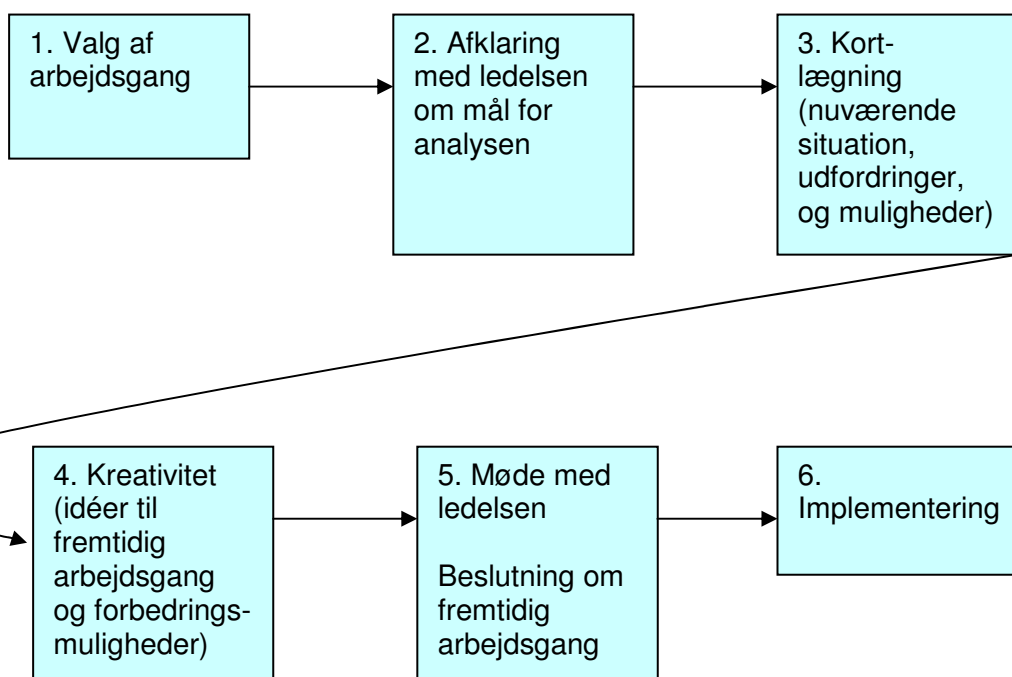 1. Valg af
arbejdsgang
2. Afklaring
med ledelsen
om mål for
analysen
3. Kort-
lægning
(nuværende
situation,
udfordringer,
og muligheder)
4. Kreativitet
(idéer til
fremtidig
arbejdsgang
og forbedrings-
muligheder)
5. Møde med
ledelsen
Beslutning om
fremtidig
arbejdsgang
6.
Implementering